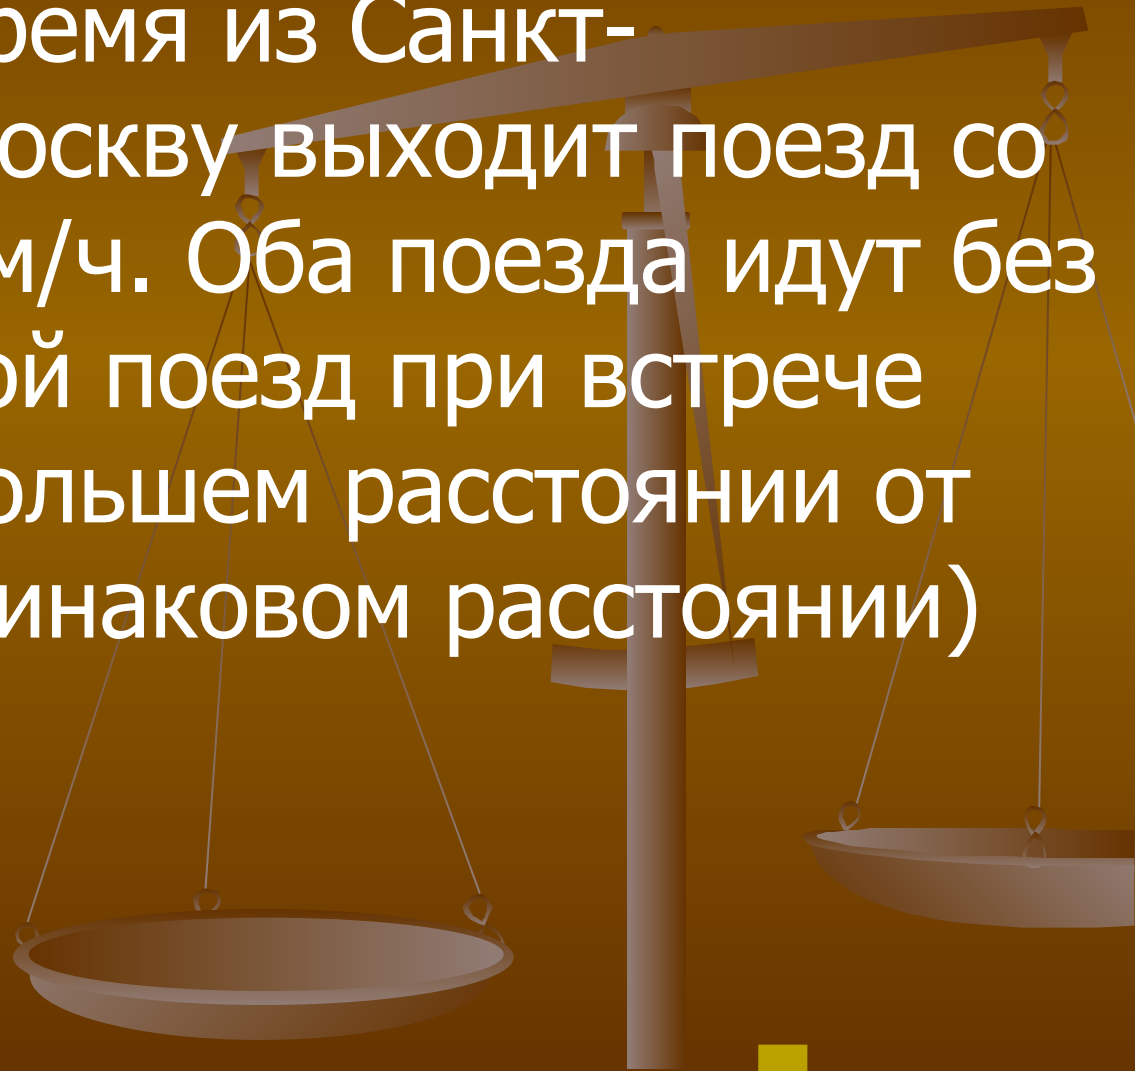 ремя из Санкт-
оскву выходит поезд со
м/ч. Оба поезда идут без
ой поезд при встрече
ольшем расстоянии от
инаковом расстоянии)